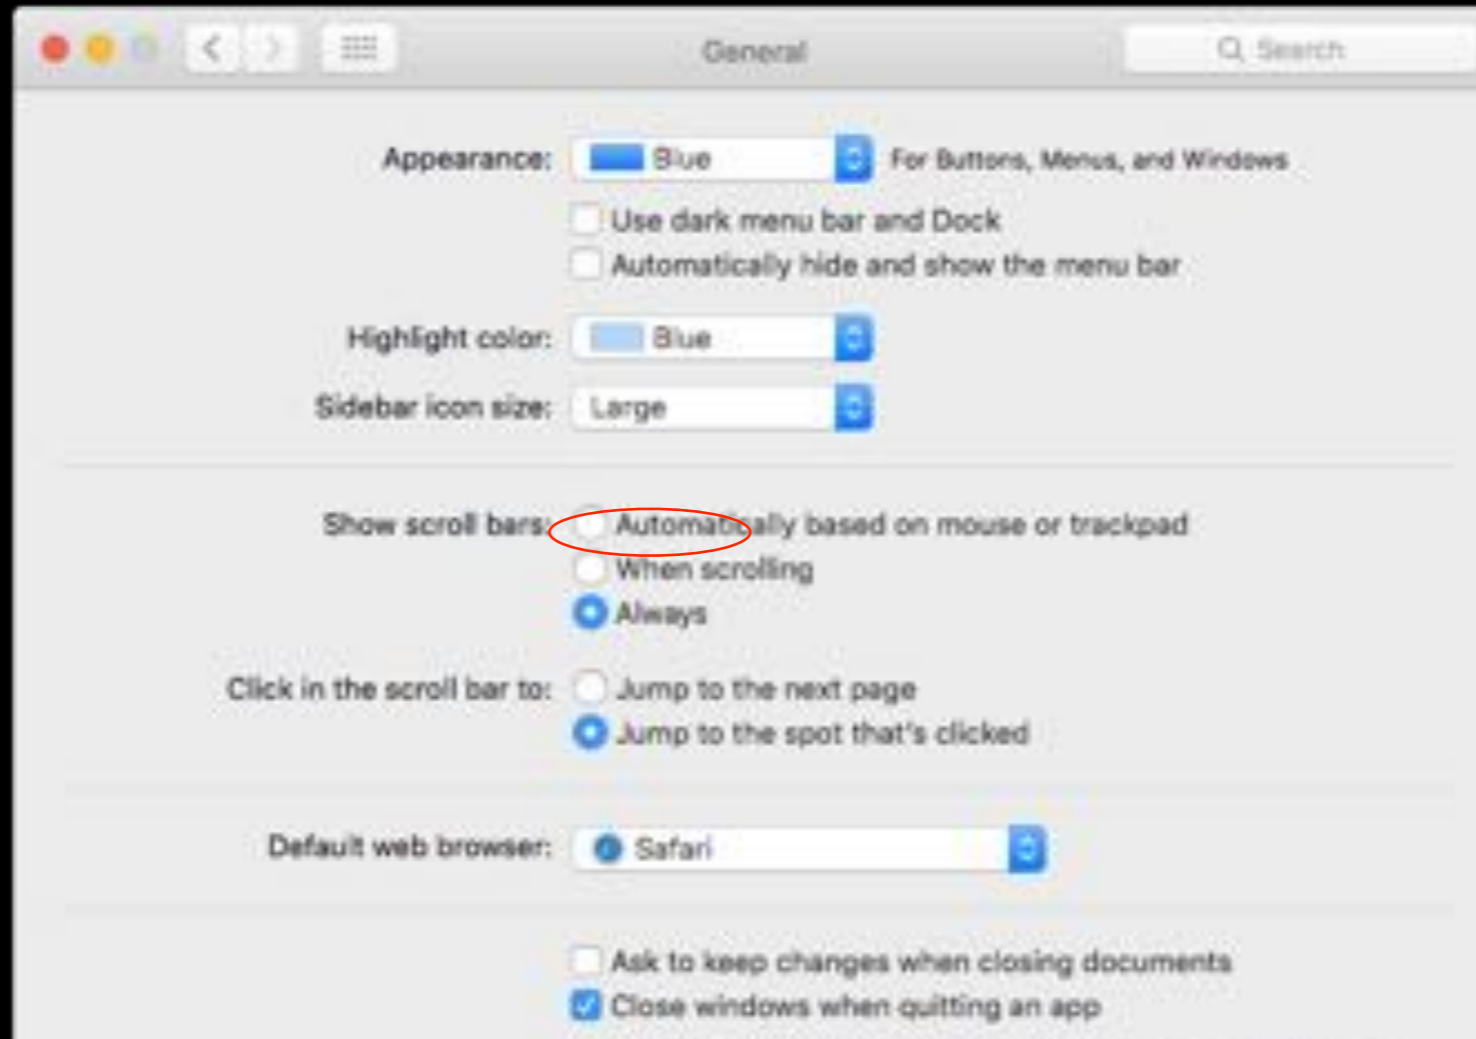 General
Search
Appearance: Blue For Buttons, Menus, and Windows
Use dark menu bar and Dock
Automatically hide and show the menu bar
Highlight color: Blue
Sidebar icon size: Large
Show scroll bars: Automatically based on mouse or trackpad
When scrolling
Always
Click in the scroll bar to: Jump to the next page
Jump to the spot that's clicked
Default web browser: Safari
Ask to keep changes when closing documents
Close windows when quitting an app